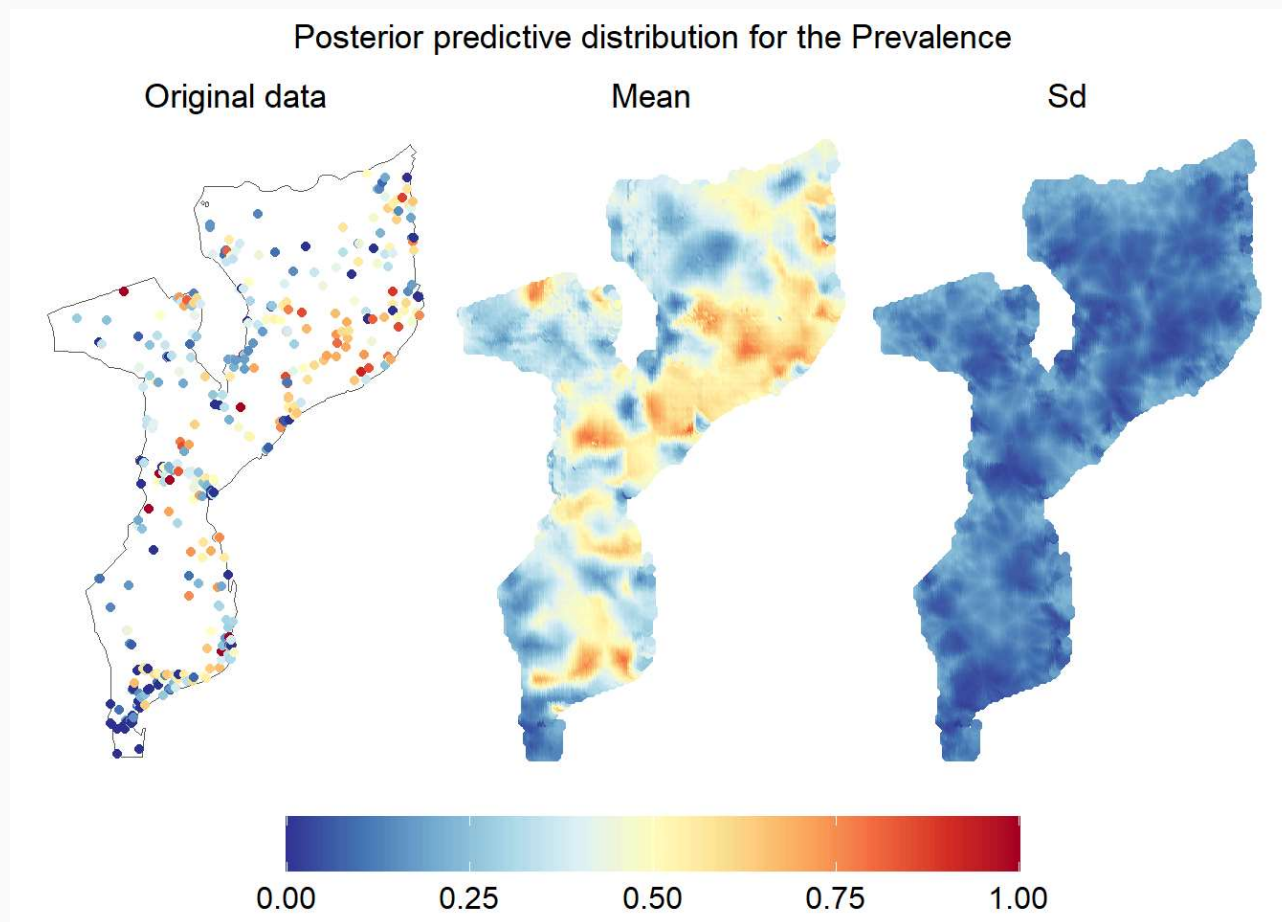 Posterior predictive distribution for the Prevalence
Original data
Mean
Sd
0.00
0.25
0.50
0.75
1.00